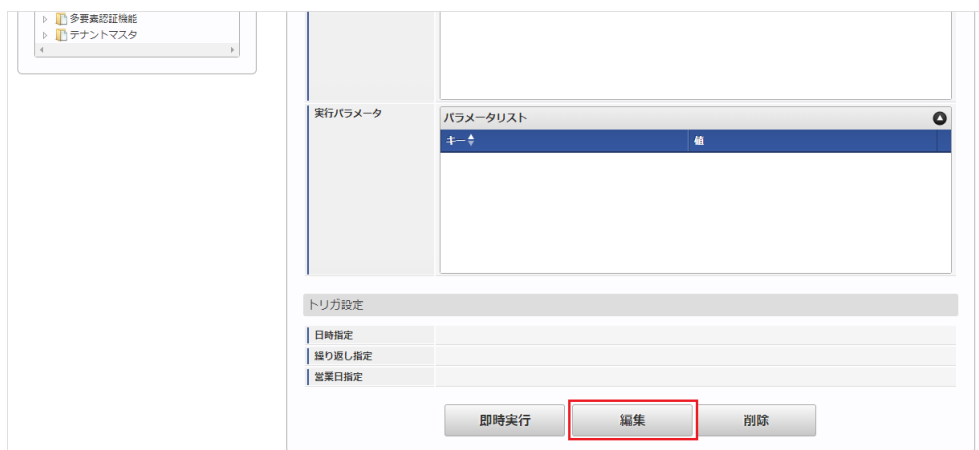 多要素認証機能
テナントマスタ
実行パラメータ
パラメータリスト
キー 値
トリガ設定
日時指定
繰り返し指定
営業日指定
即時実行 編集 削除